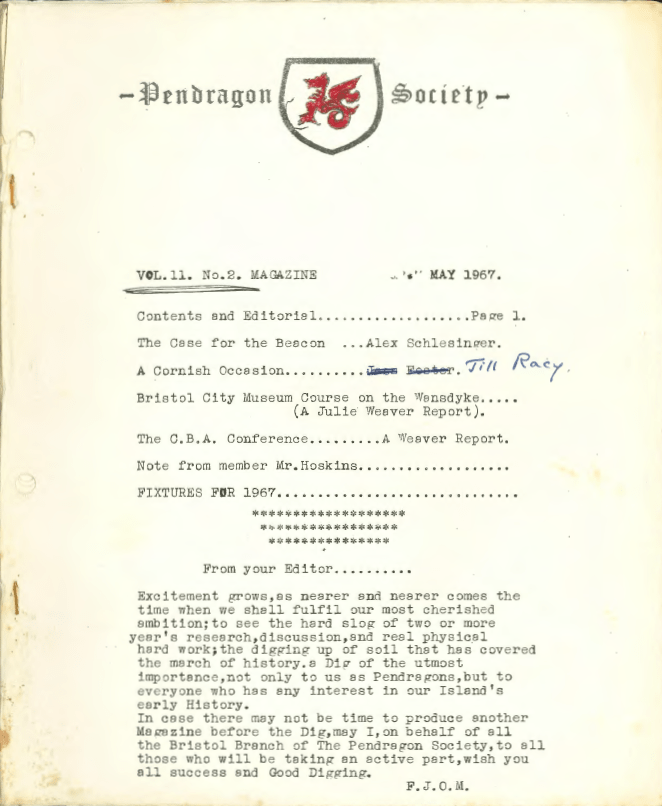 -Pendragon Society-
VOL.11. No.2. MAGAZINE MAY 1967.
Contents and Editorial...................Page 1.
The Case for the Beacon ...Alex Schlesinger.
A Cornish Occasion.......... Jill Racy.
Bristol City Museum Course on the Wansdyke.....
(A Julie Weaver Report).
The C.B.A. Conference.........A Weaver Report.
Note from member Mr.Hoskins..................
FIXTURES FOR 1967.............................
******************
****************
**************
From your Editor..........
Excitement grows,as nearer and nearer comes the
time when we shall fulfil our most cherished
ambition;to see the hard slog of two or more
year's research,discussion,and real physical
hard work;the digging up of soil that has covered
the march of history.a Dig of the utmost
importance,not only to us as Pendragons,but to
everyone who has any interest in our Island's
early History.
In case there may not be time to produce another
Magazine before the Dig,may I,on behalf of all
the Bristol Branch of The Pendragon Society,to all
those who will be taking an active part,wish you
all success and Good Digging.
F.J.O.M.